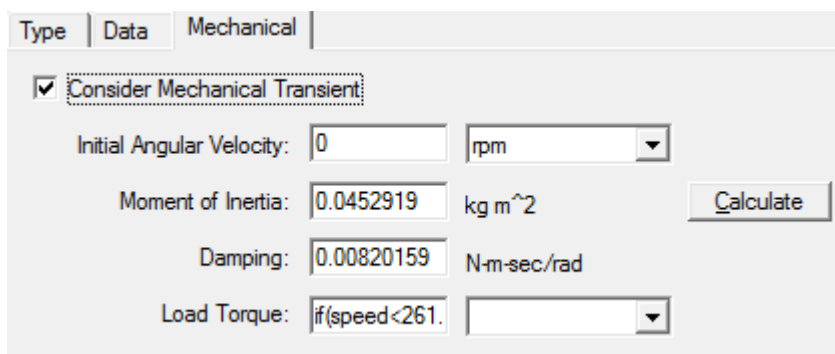 Type Data Mechanical
Consider Mechanical Transient
Initial Angular Velocity: 0 rpm
Moment of Inertia: 0.0452919 kg m^2 Calculate
Damping: 0.00820159 N-m-sec/rad
Load Torque: if(speed<261.